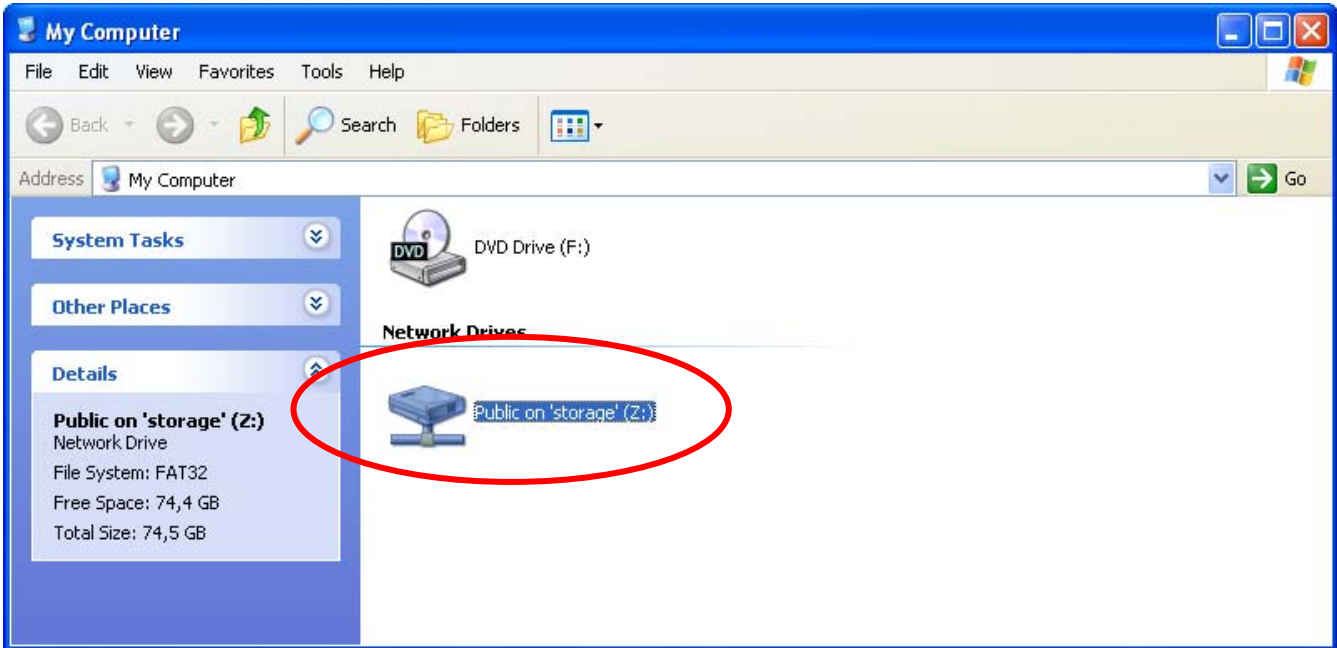 My Computer
File Edit View Favorites Tools Help
Back Search Folders
Address My Computer Go
System Tasks
Other Places
Details
Public on 'storage' (Z:)
Network Drive
File System: FAT32
Free Space: 74,4 GB
Total Size: 74,5 GB
DVD
DVD Drive (F:)
Network Drives
Public on 'storage' (Z:)